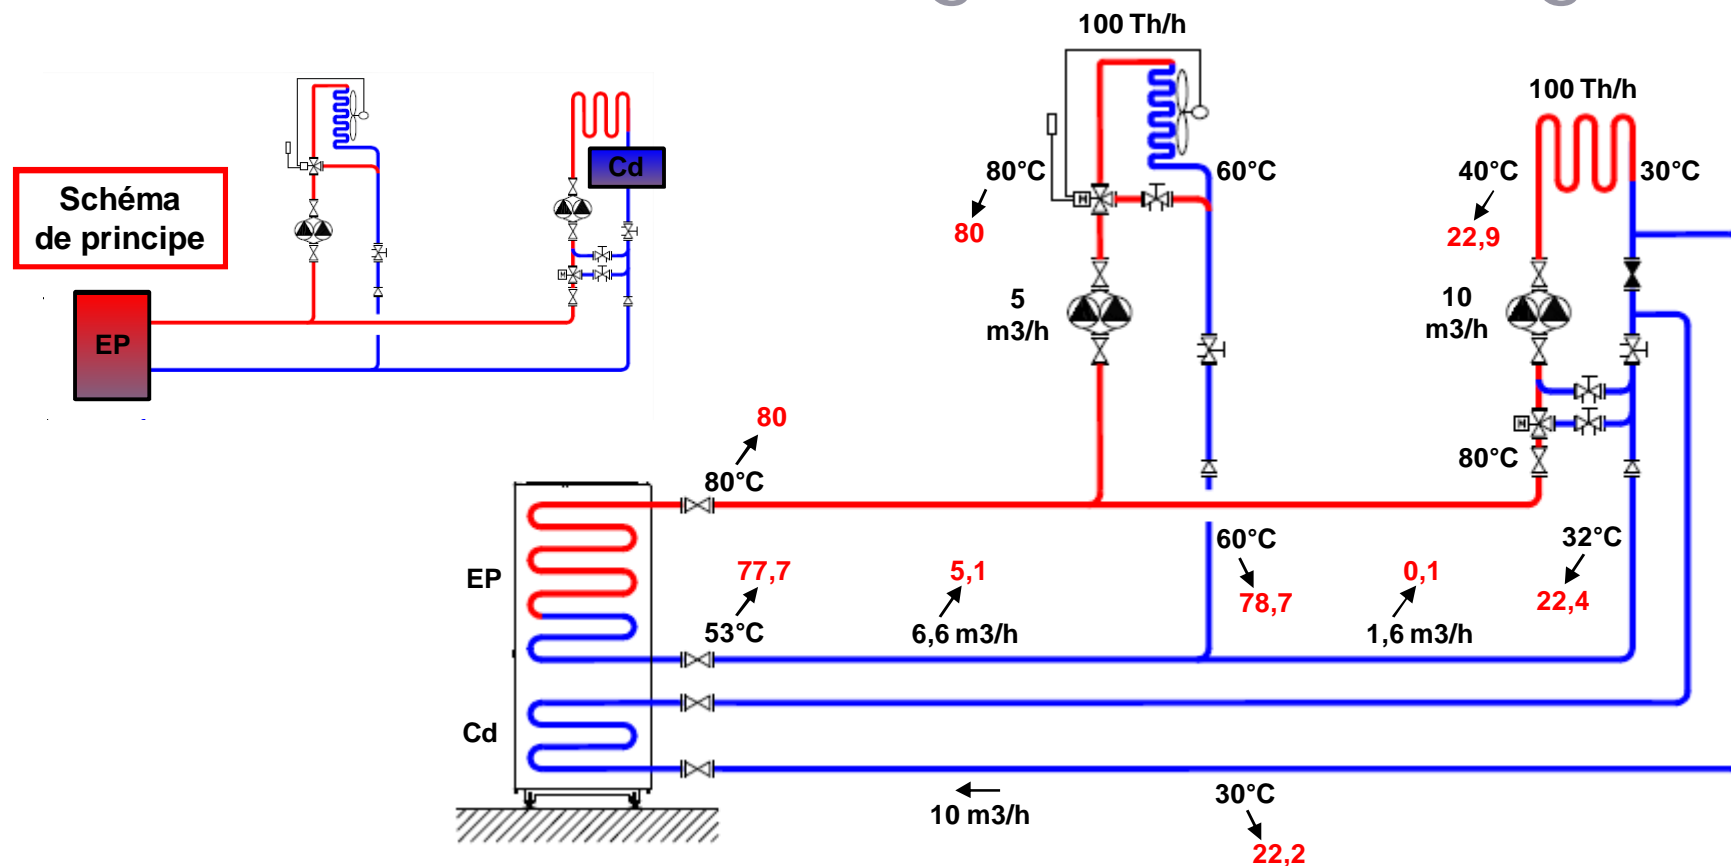 100 Th/h
100 Th/h
Cd
Schéma
de principe
EP
80°C
80
60°C
40°C
22,9
30°C
5
m3/h
10
m3/h
M
M
80
80°C
80°C
EP
77,7
53°C
5,1
6,6 m3/h
60°C
78,7
0,1
1,6 m3/h
32°C
22,4
Cd
10 m3/h
30°C
22,2